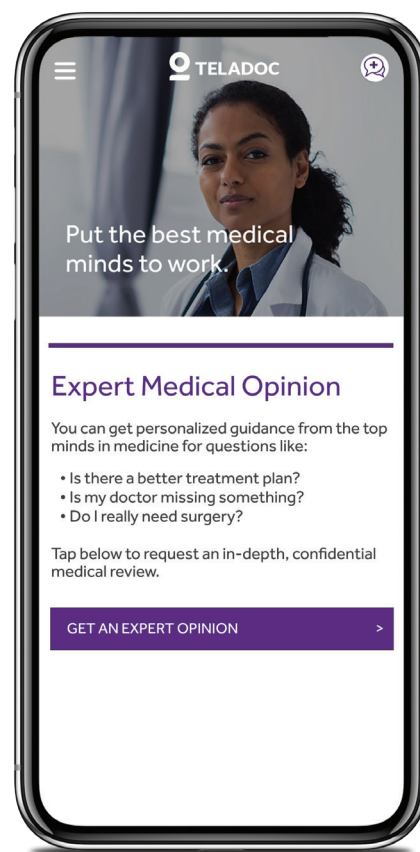 TELADOC
Put the best medical
minds to work.
Expert Medical Opinion
You can get personalized guidance from the top
minds in medicine for questions like:
• Is there a better treatment plan?
• Is my doctor missing something?
• Do I really need surgery?
Tap below to request an in-depth, confidential
medical review.
GET AN EXPERT OPINION >